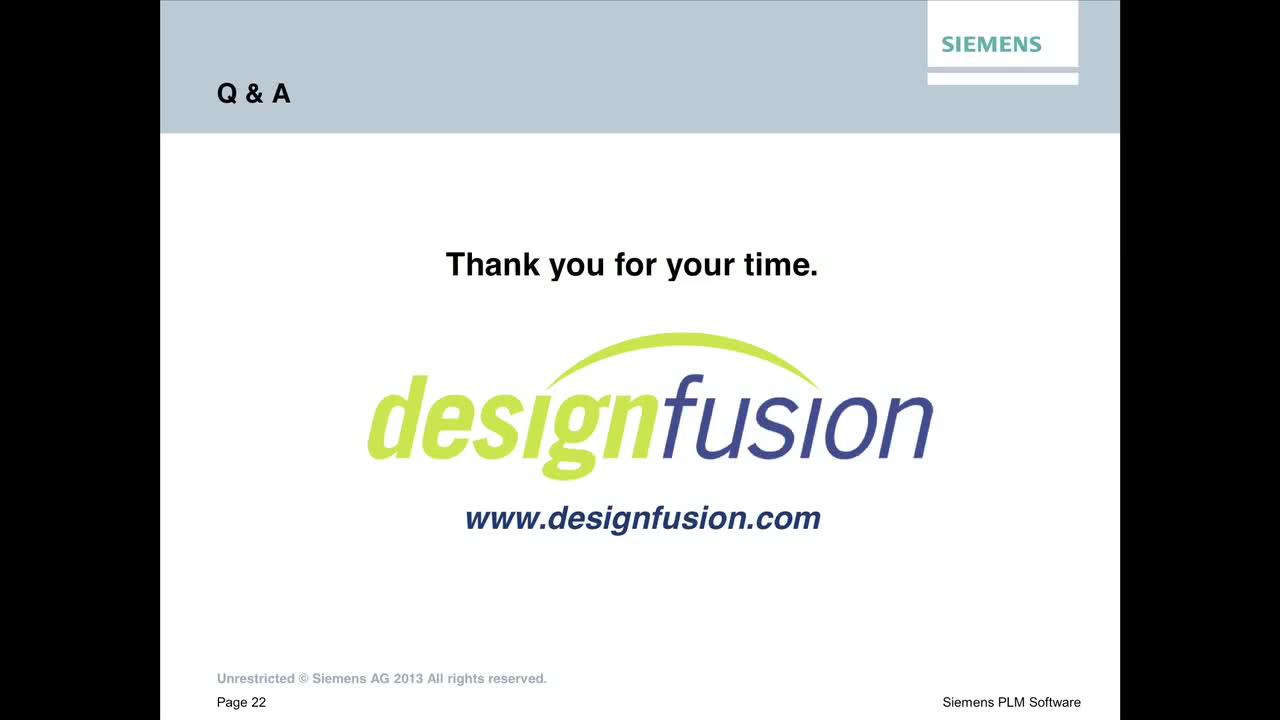 SIEMENS
Q & A
Thank you for your time.
designfusion
www.designfusion.com
Unrestricted © Siemens AG 2013 All rights reserved.
Page 22
Siemens PLM Software